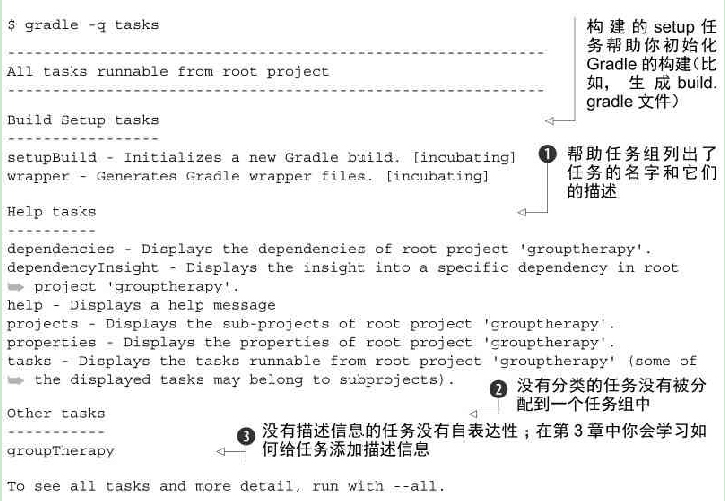 $ gradle -q tasks
构建的 setup 任
务帮助你初始化
Gradle 的构建(比
如，生成 build.
gradle 文件)
------------------------------------------------------------
All tasks runnable from root project
------------------------------------------------------------
Build Setup tasks
-----------------
setupBuild - Initializes a new Gradle build. [incubating]
wrapper - Generates Gradle wrapper files. [incubating]
❶ 帮助任务组列出了
任务的名字和它们
的描述
Help tasks
----------
dependencies - Displays the dependencies of root project 'grouptherapy'.
dependencyInsight - Displays the insight into a specific dependency in root
➥ project 'grouptherapy'.
help - Displays a help message
projects - Displays the sub-projects of root project 'grouptherapy'.
properties - Displays the properties of root project 'grouptherapy'.
tasks - Displays the tasks runnable from root project 'grouptherapy' (some of
➥ the displayed tasks may belong to subprojects).
❷ 没有分类的任务没有被分
配到一个任务组中
Other tasks
-----------
groupTherapy
❸ 没有描述信息的任务没有自表达性；在第 3 章中你会学习如
何给任务添加描述信息
To see all tasks and more detail, run with --all.